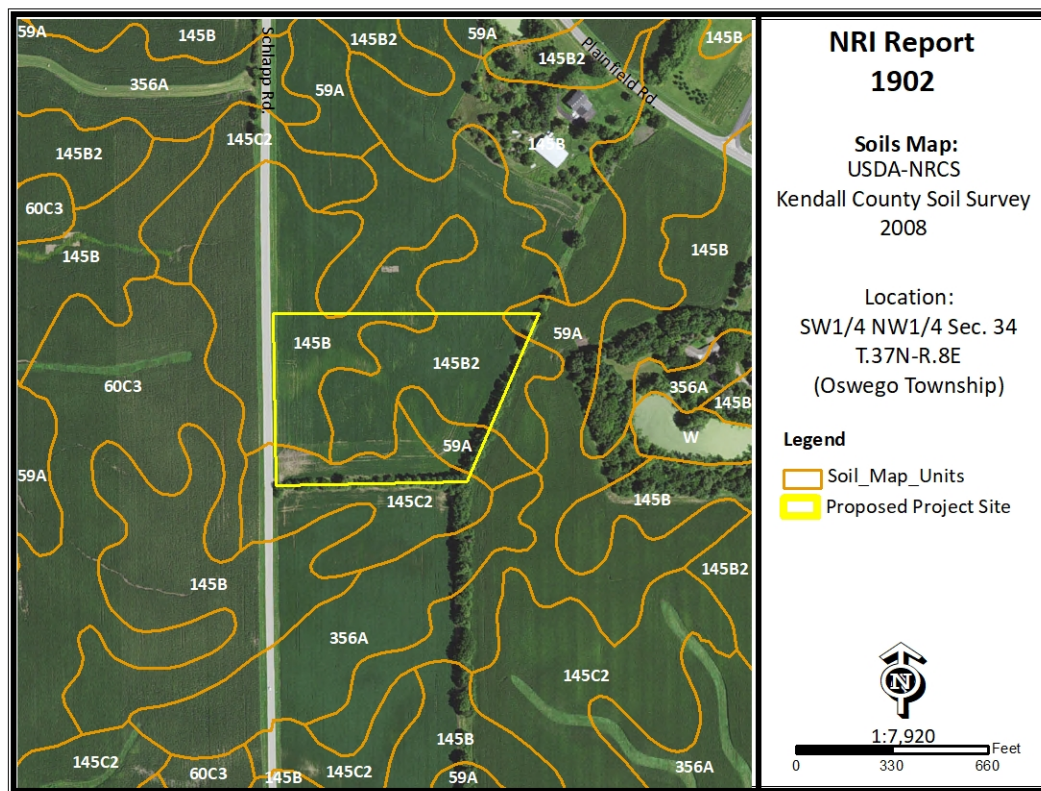 59A
145B
145B2
59A
145B
145B2
356A
59A
Schlapp Rd.
Plainfield Rd
145C2
145B
145B2
60C3
145B
145B
145B
59A
145B2
60C3
356A
145B
W
59A
59A
145C2
145B
145B2
145B
356A
145C2
145B
145C2
60C3
145B
145C2
59A
356A
NRI Report
1902
Soils Map:
USDA-NRCS
Kendall County Soil Survey
2008
Location:
SW1/4 NW1/4 Sec. 34
T.37N-R.8E
(Oswego Township)
Legend
Soil_Map_Units
Proposed Project Site
N
1:7,920
Feet
0 330 660